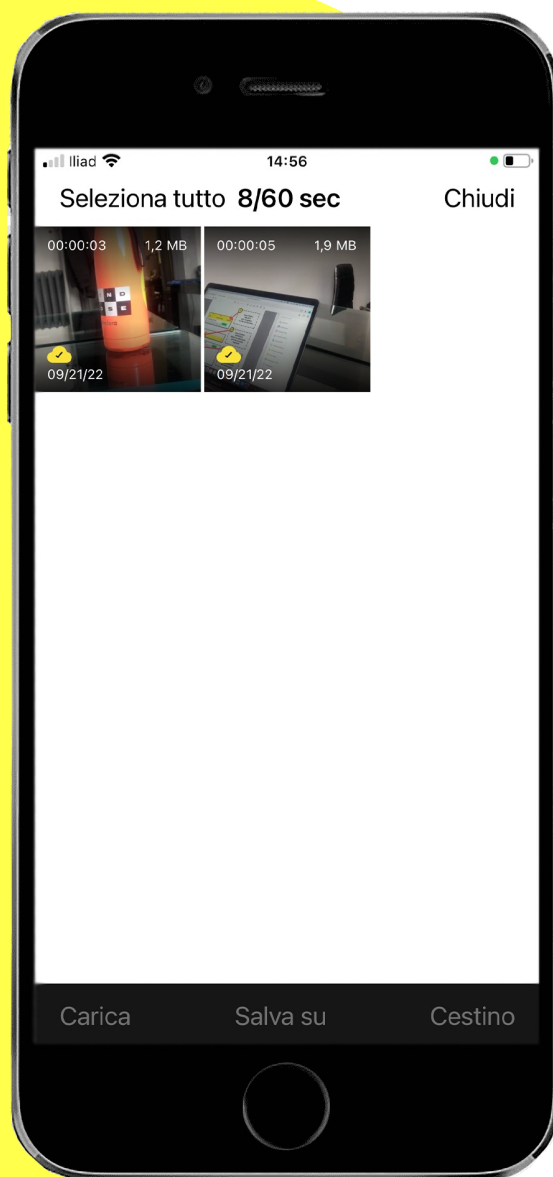 Iliad 14:56
Seleziona tutto 8/60 sec Chiudi
00:00:03 1,2 MB 00:00:05 1,9 MB
N D
S E
09/21/22 09/21/22
Carica Salva su Cestino